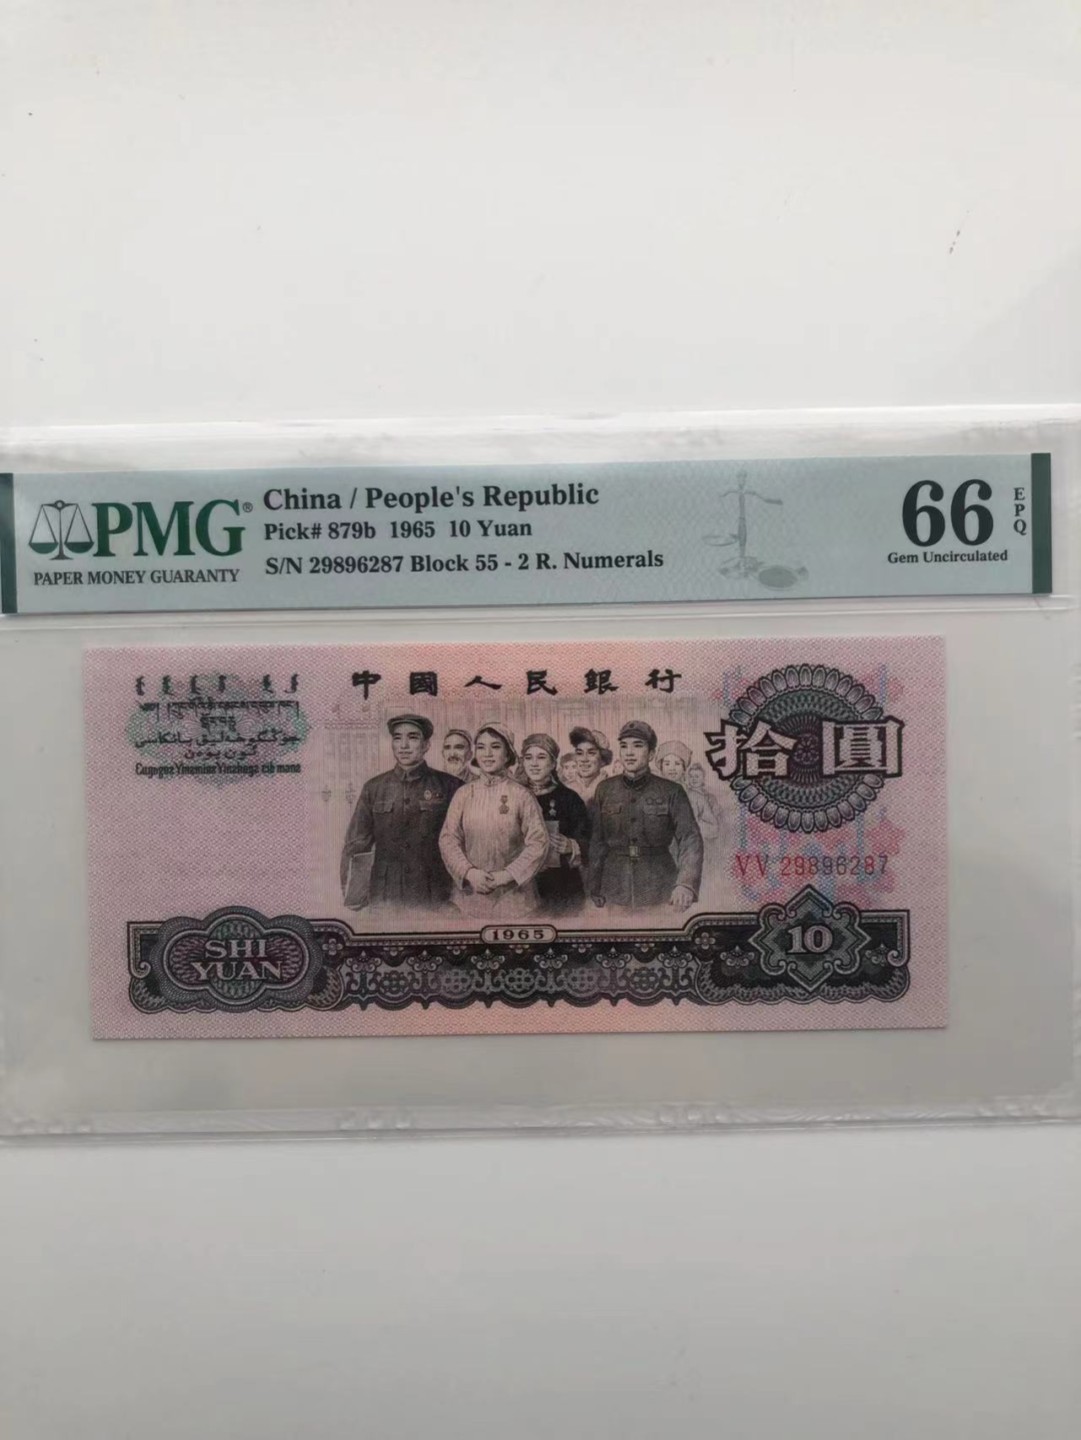 PMG®
PAPER MONEY GUARANTY
China / People's Republic
Pick# 879b 1965 10 Yuan
S/N 29896287 Block 55 - 2 R. Numerals
66
EPQ
Gem Uncirculated
中國人民銀行
拾圓
VV 29896287
1965
SHI
YUAN
10